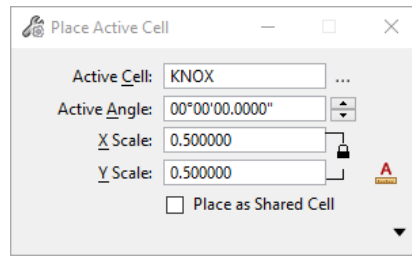 Place Active Cell
Active Cell: KNOX ...
Active Angle: 00°00'00.0000"
X Scale: 0.500000
Y Scale: 0.500000
A
Place as Shared Cell